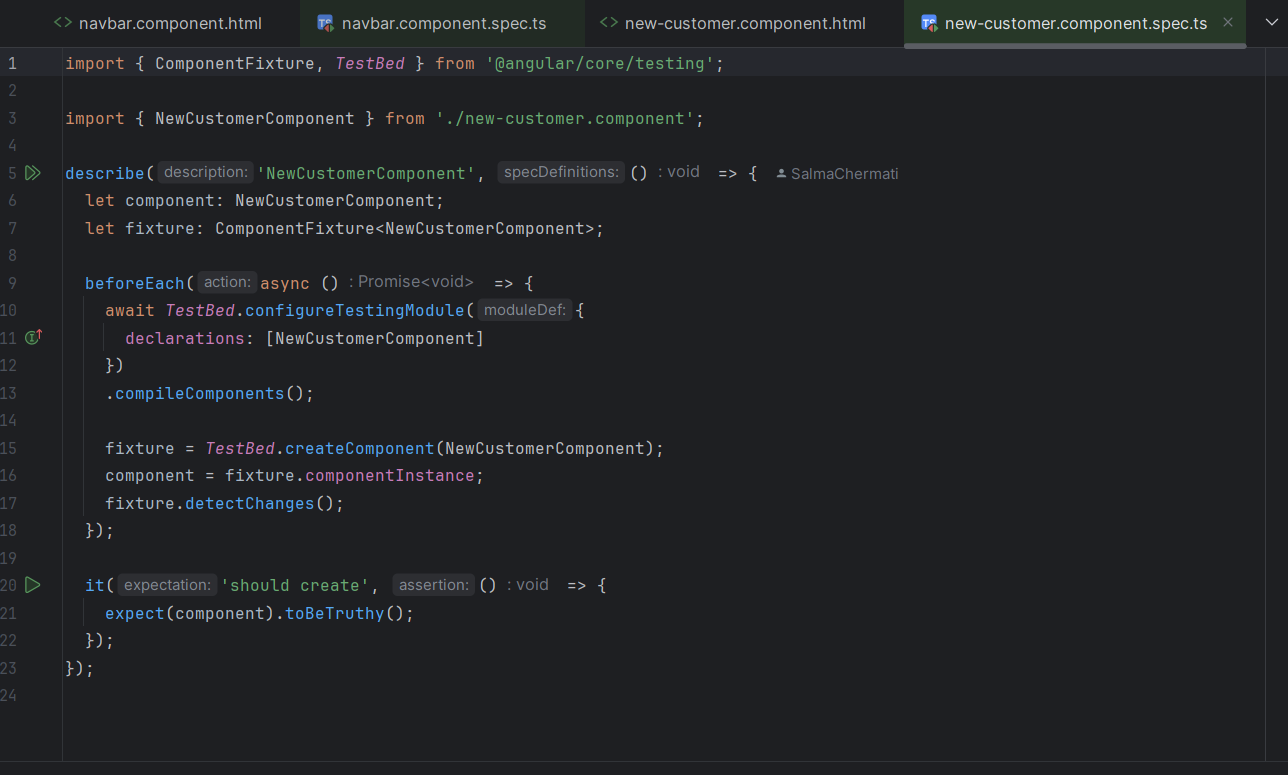 navbar.component.html navbar.component.spec.ts new-customer.component.html new-customer.component.spec.ts
1 import { ComponentFixture, TestBed } from '@angular/core/testing';
2
3 import { NewCustomerComponent } from './new-customer.component';
4
5 describe( description: 'NewCustomerComponent', specDefinitions: () : void => { SalmaChermati
6 let component: NewCustomerComponent;
7 let fixture: ComponentFixture<NewCustomerComponent>;
8
9 beforeEach( action: async () : Promise<void> => {
10 await TestBed.configureTestingModule( moduleDef: {
11 declarations: [NewCustomerComponent]
12 })
13 .compileComponents();
14
15 fixture = TestBed.createComponent(NewCustomerComponent);
16 component = fixture.componentInstance;
17 fixture.detectChanges();
18 });
19
20 it( expectation: 'should create', assertion: () : void => {
21 expect(component).toBeTruthy();
22 });
23 });
24